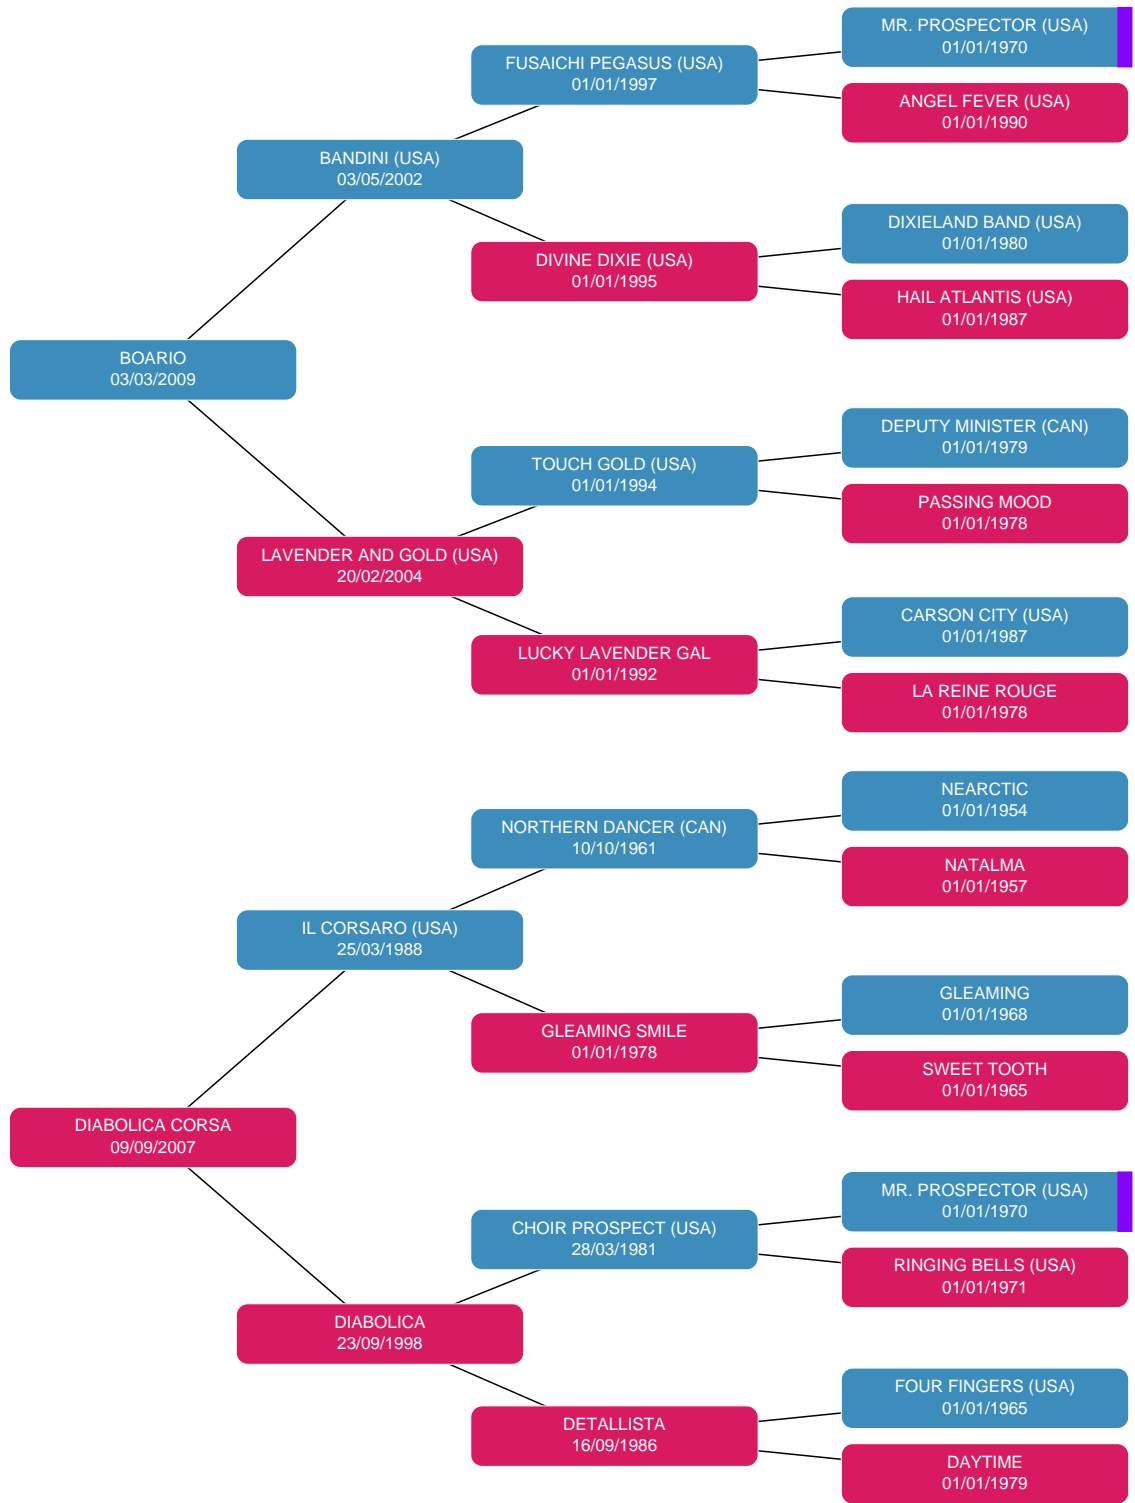 MR. PROSPECTOR (USA)
01/01/1970
FUSAICHI PEGASUS (USA)
01/01/1997
ANGEL FEVER (USA)
01/01/1990
BANDINI (USA)
03/05/2002
DIXIELAND BAND (USA)
01/01/1980
DIVINE DIXIE (USA)
01/01/1995
HAIL ATLANTIS (USA)
01/01/1987
BOARIO
03/03/2009
DEPUTY MINISTER (CAN)
01/01/1979
TOUCH GOLD (USA)
01/01/1994
PASSING MOOD
01/01/1978
LAVENDER AND GOLD (USA)
20/02/2004
CARSON CITY (USA)
01/01/1987
LUCKY LAVENDER GAL
01/01/1992
LA REINE ROUGE
01/01/1978
NEARCTIC
01/01/1954
NORTHERN DANCER (CAN)
10/10/1961
NATALMA
01/01/1957
IL CORSARO (USA)
25/03/1988
GLEAMING
01/01/1968
GLEAMING SMILE
01/01/1978
SWEET TOOTH
01/01/1965
DIABOLICA CORSA
09/09/2007
MR. PROSPECTOR (USA)
01/01/1970
CHOIR PROSPECT (USA)
28/03/1981
RINGING BELLS (USA)
01/01/1971
DIABOLICA
23/09/1998
FOUR FINGERS (USA)
01/01/1965
DETALLISTA
16/09/1986
DAYTIME
01/01/1979